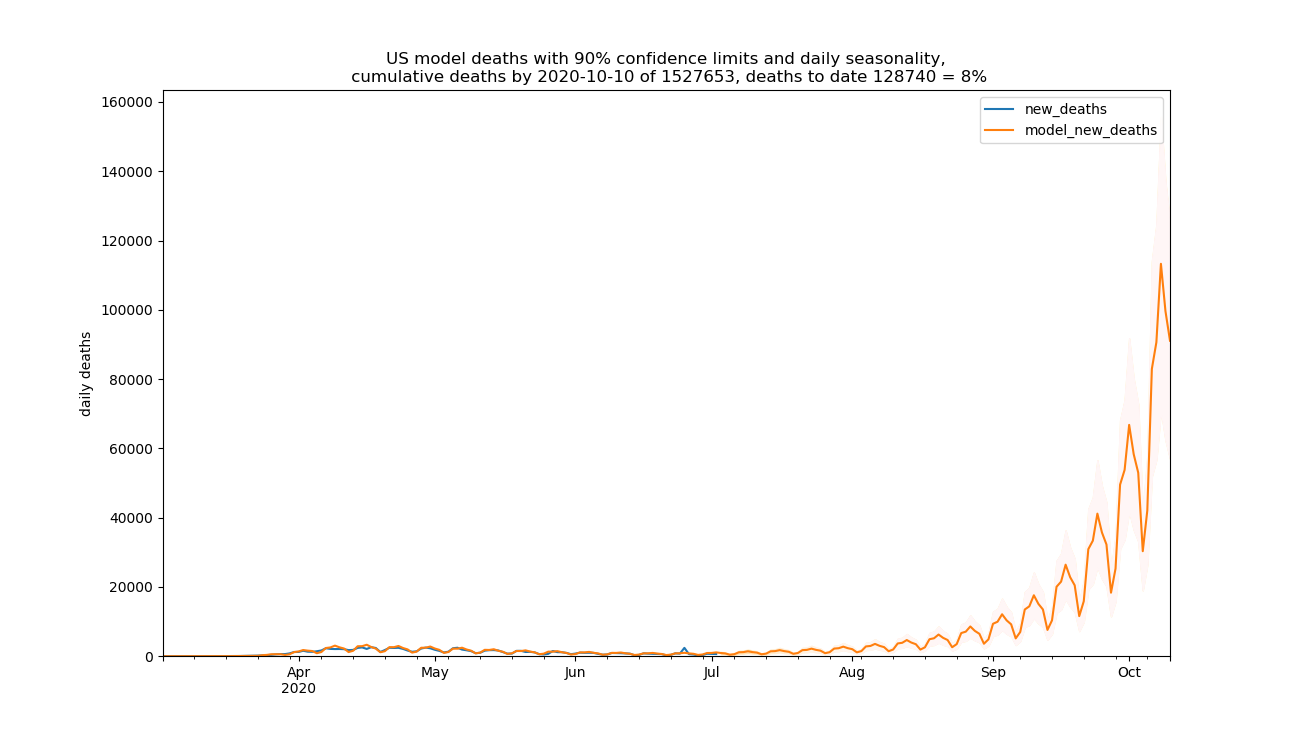 US model deaths with 90% confidence limits and daily seasonality,
cumulative deaths by 2020-10-10 of 1527653, deaths to date 128740 = 8%
new_deaths
model_new_deaths
160000
140000
120000
100000
80000
60000
40000
20000
0
daily deaths
Apr May Jun Jul Aug Sep Oct
2020